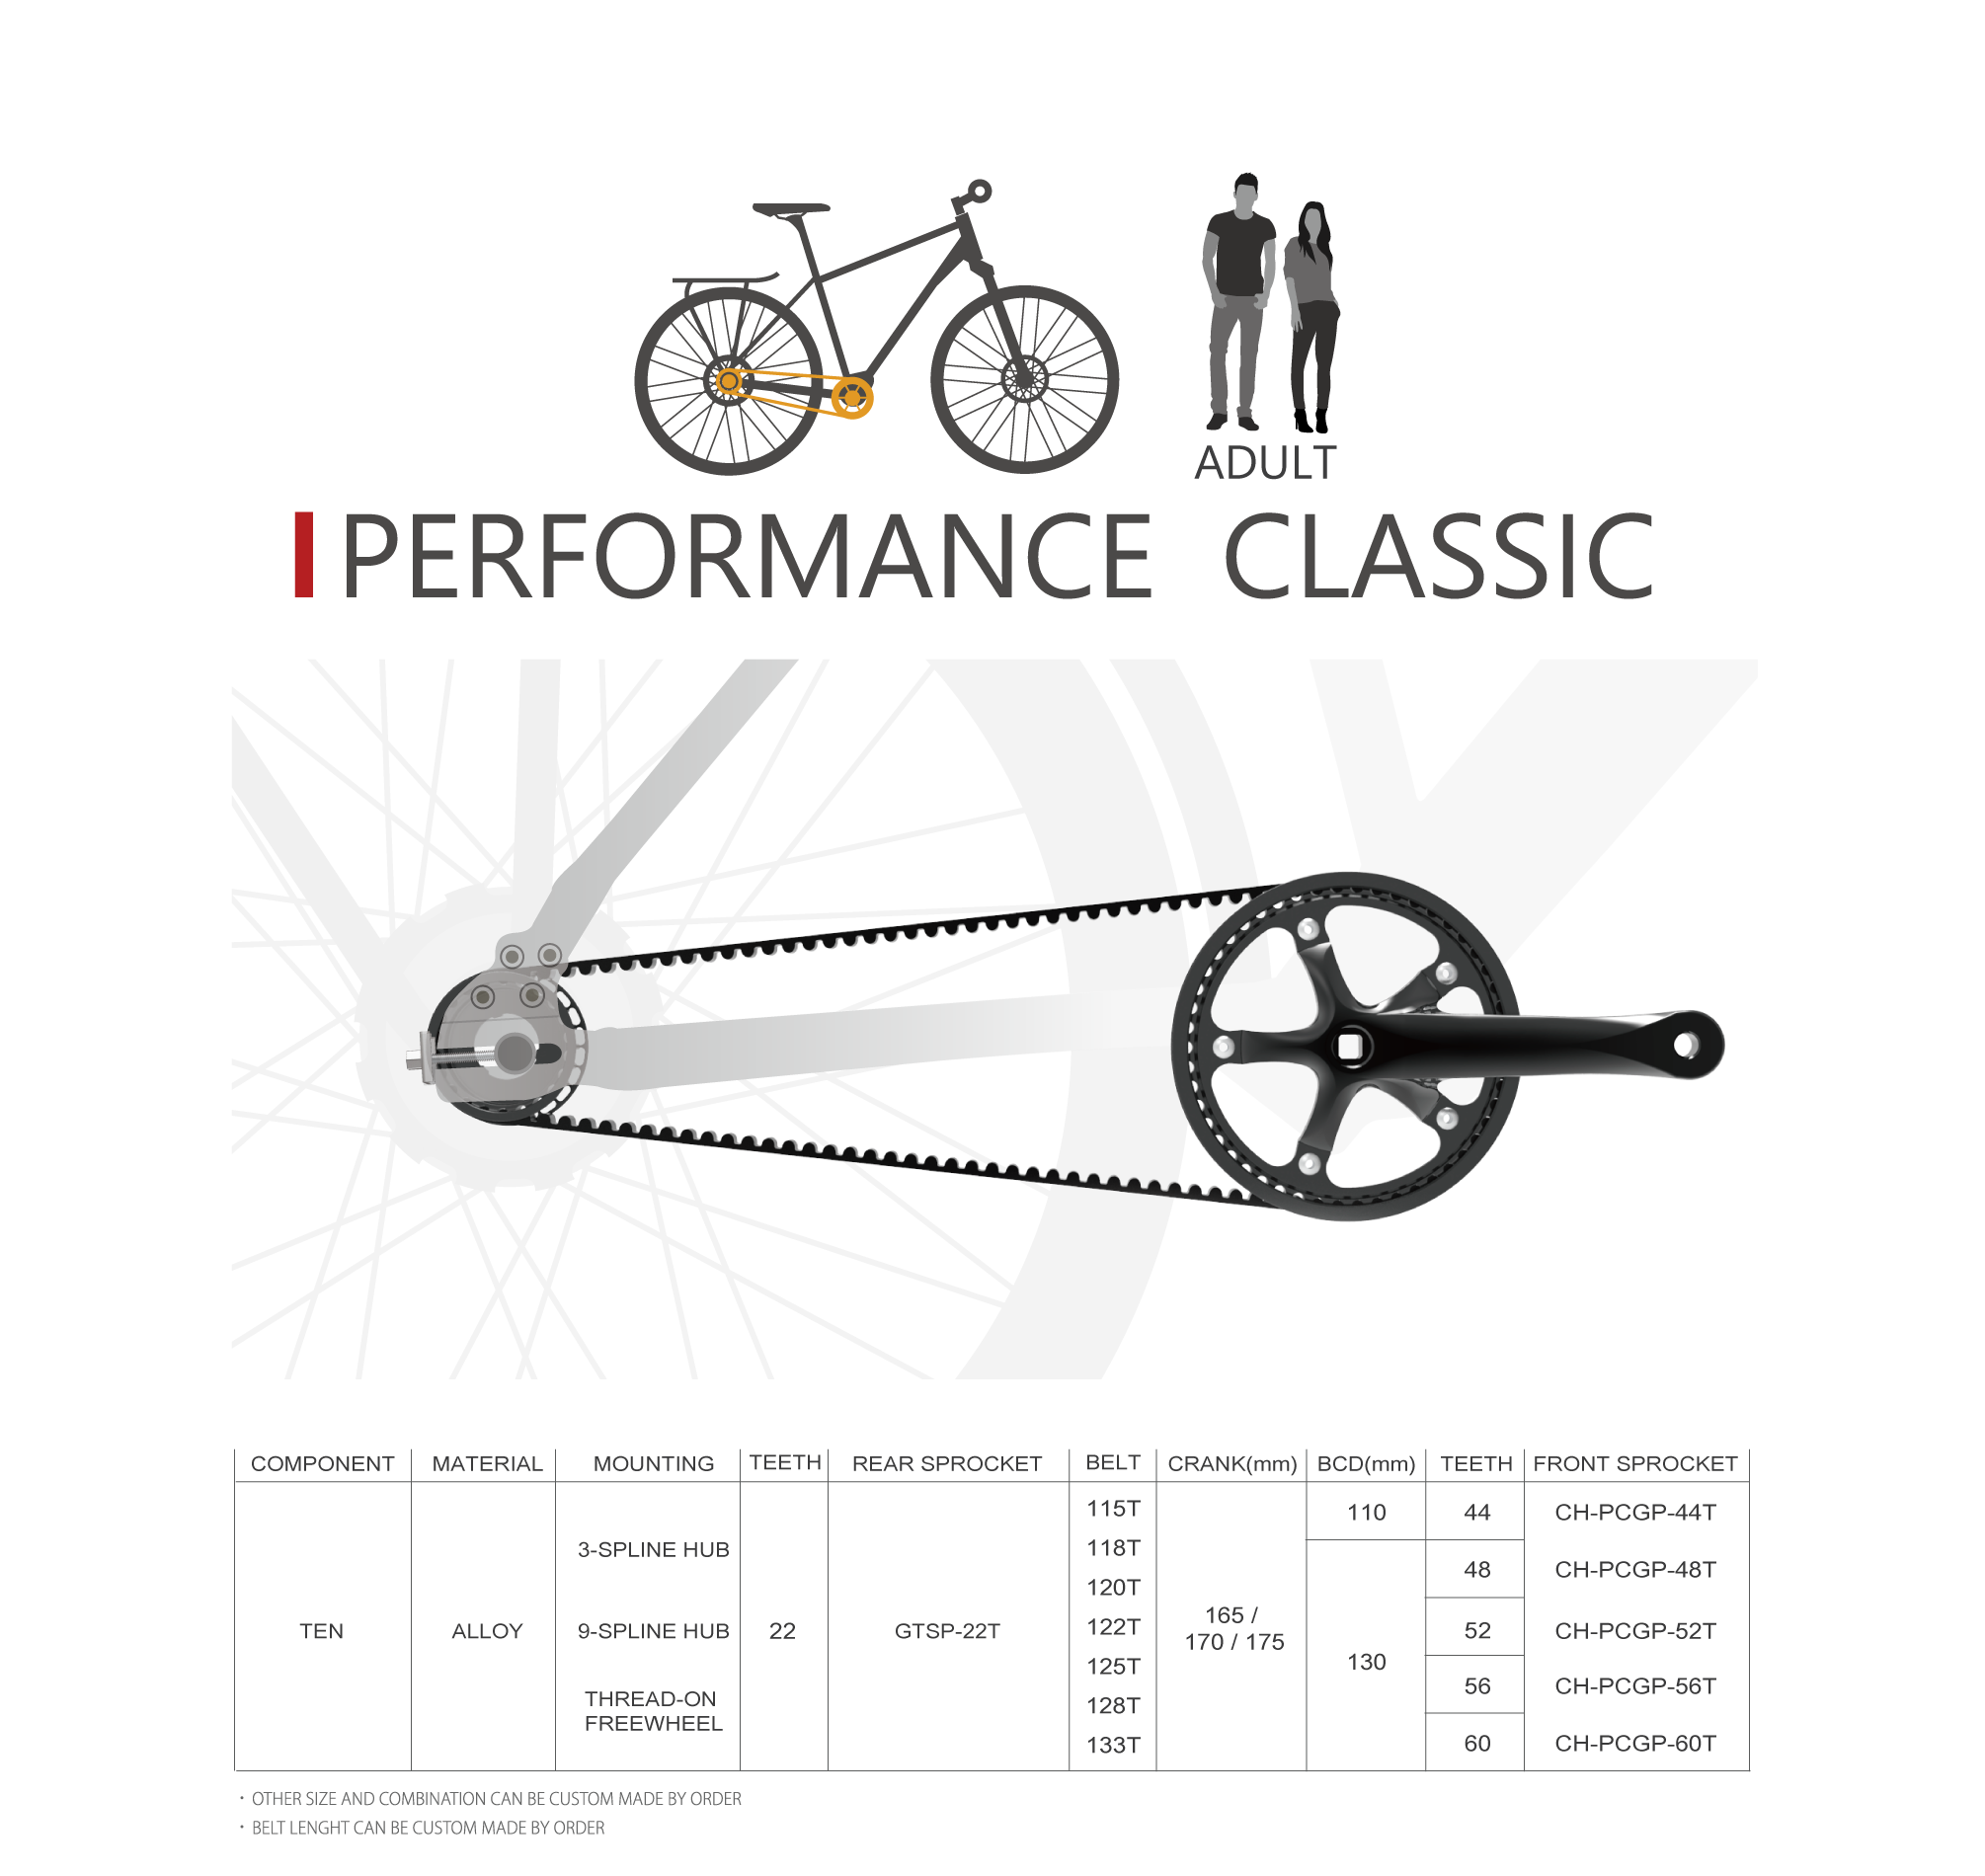 ADULT
PERFORMANCE CLASSIC
COMPONENT MATERIAL MOUNTING TEETH REAR SPROCKET BELT CRANK(mm) BCD(mm) TEETH FRONT SPROCKET
TEN
ALLOY
3-SPLINE HUB
9-SPLINE HUB
THREAD-ON
FREEWHEEL
22
GTSP-22T
115T
118T
120T
122T
125T
128T
133T
165 /
170 / 175
110
130
44
48
52
56
60
CH-PCGP-44T
CH-PCGP-48T
CH-PCGP-52T
CH-PCGP-56T
CH-PCGP-60T
・OTHER SIZE AND COMBINATION CAN BE CUSTOM MADE BY ORDER
・BELT LENGHT CAN BE CUSTOM MADE BY ORDER